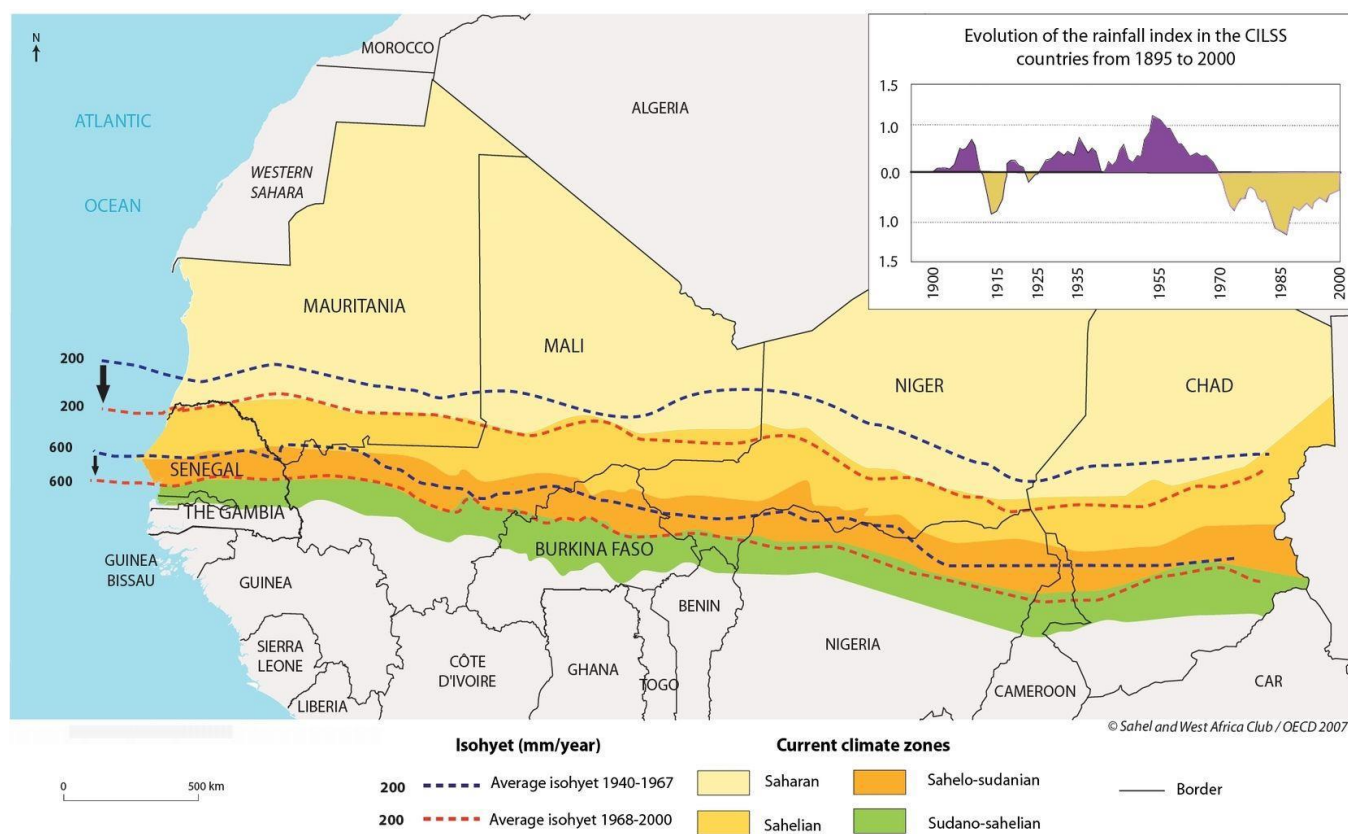 N
MOROCCO
ATLANTIC
OCEAN
WESTERN
SAHARA
ALGERIA
Evolution of the rainfall index in the CILSS
countries from 1895 to 2000
1.5
1.0
0.0
1.0
1.5
1900
1915
1925
1935
1955
1970
1985
2000
MAURITANIA
MALI
NIGER
CHAD
200
200
600
600
SENEGAL
THE GAMBIA
GUINEA
BISSAU
GUINEA
SIERRA
LEONE
LIBERIA
CÔTE
D'IVOIRE
BURKINA FASO
GHANA
TOGO
BENIN
NIGERIA
CAMEROON
CAR
© Sahel and West Africa Club / OECD 2007
0
500 km
Isohyet (mm/year)
200 Average isohyet 1940-1967
200 Average isohyet 1968-2000
Current climate zones
Saharan
Sahelo-sudanian
Sahelian
Sudano-sahelian
Border